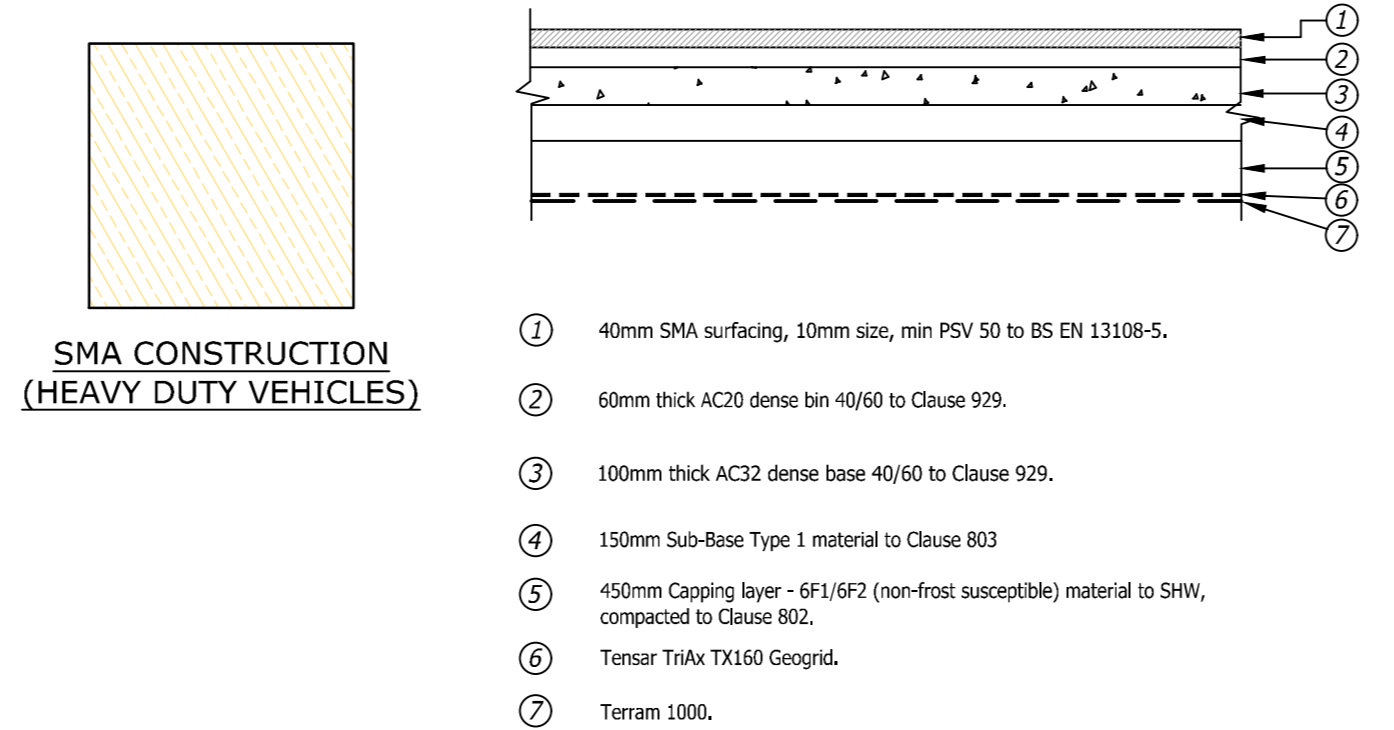 1
2
3
4
5
6
7
SMA CONSTRUCTION
(HEAVY DUTY VEHICLES)
1 40mm SMA surfacing, 10mm size, min PSV 50 to BS EN 13108-5.
2 60mm thick AC20 dense bin 40/60 to Clause 929.
3 100mm thick AC32 dense base 40/60 to Clause 929.
4 150mm Sub-Base Type 1 material to Clause 803
5 450mm Capping layer - 6F1/6F2 (non-frost susceptible) material to SHW,
compacted to Clause 802.
6 Tensar TriAx TX160 Geogrid.
7 Terram 1000.